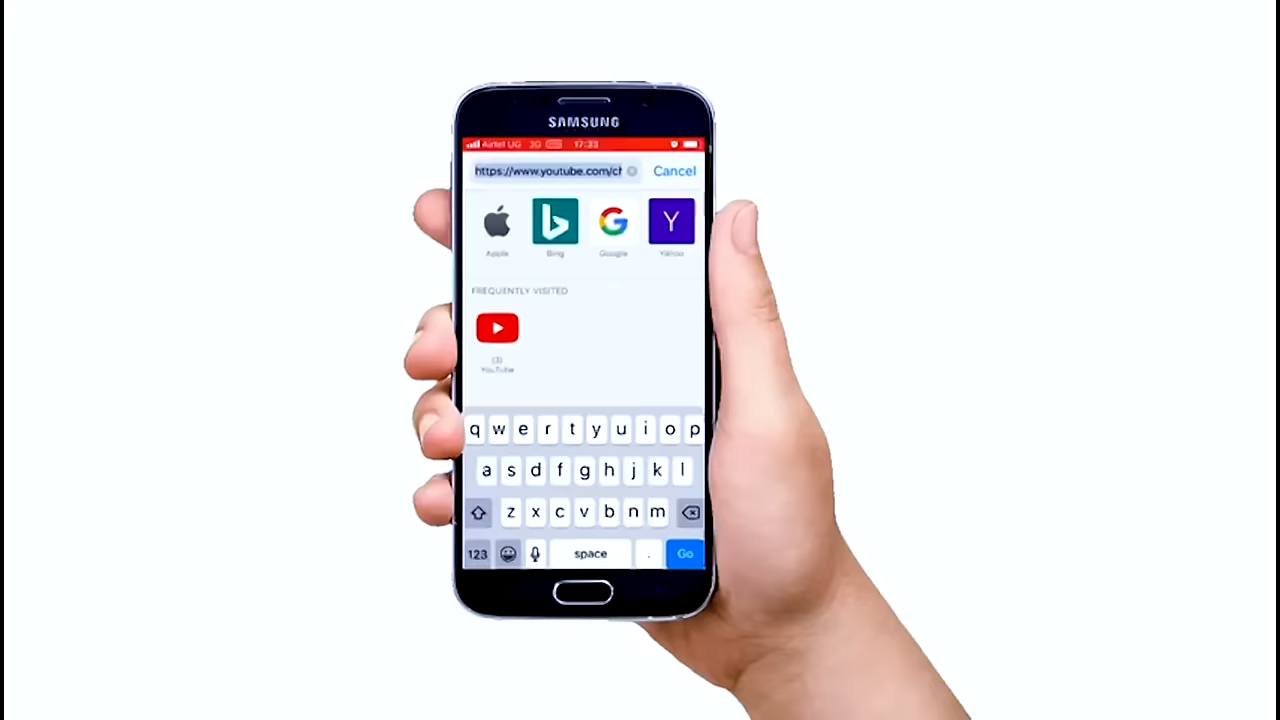 SAMSUNG
Airtel UG 3G 17:33
https://www.youtube.com/ch
Cancel
Apple Bing Google Yahoo
FREQUENTLY VISITED
(3)
YouTube
q w e r t y u i o p
a s d f g h j k l
z x c v b n m
123 space . Go